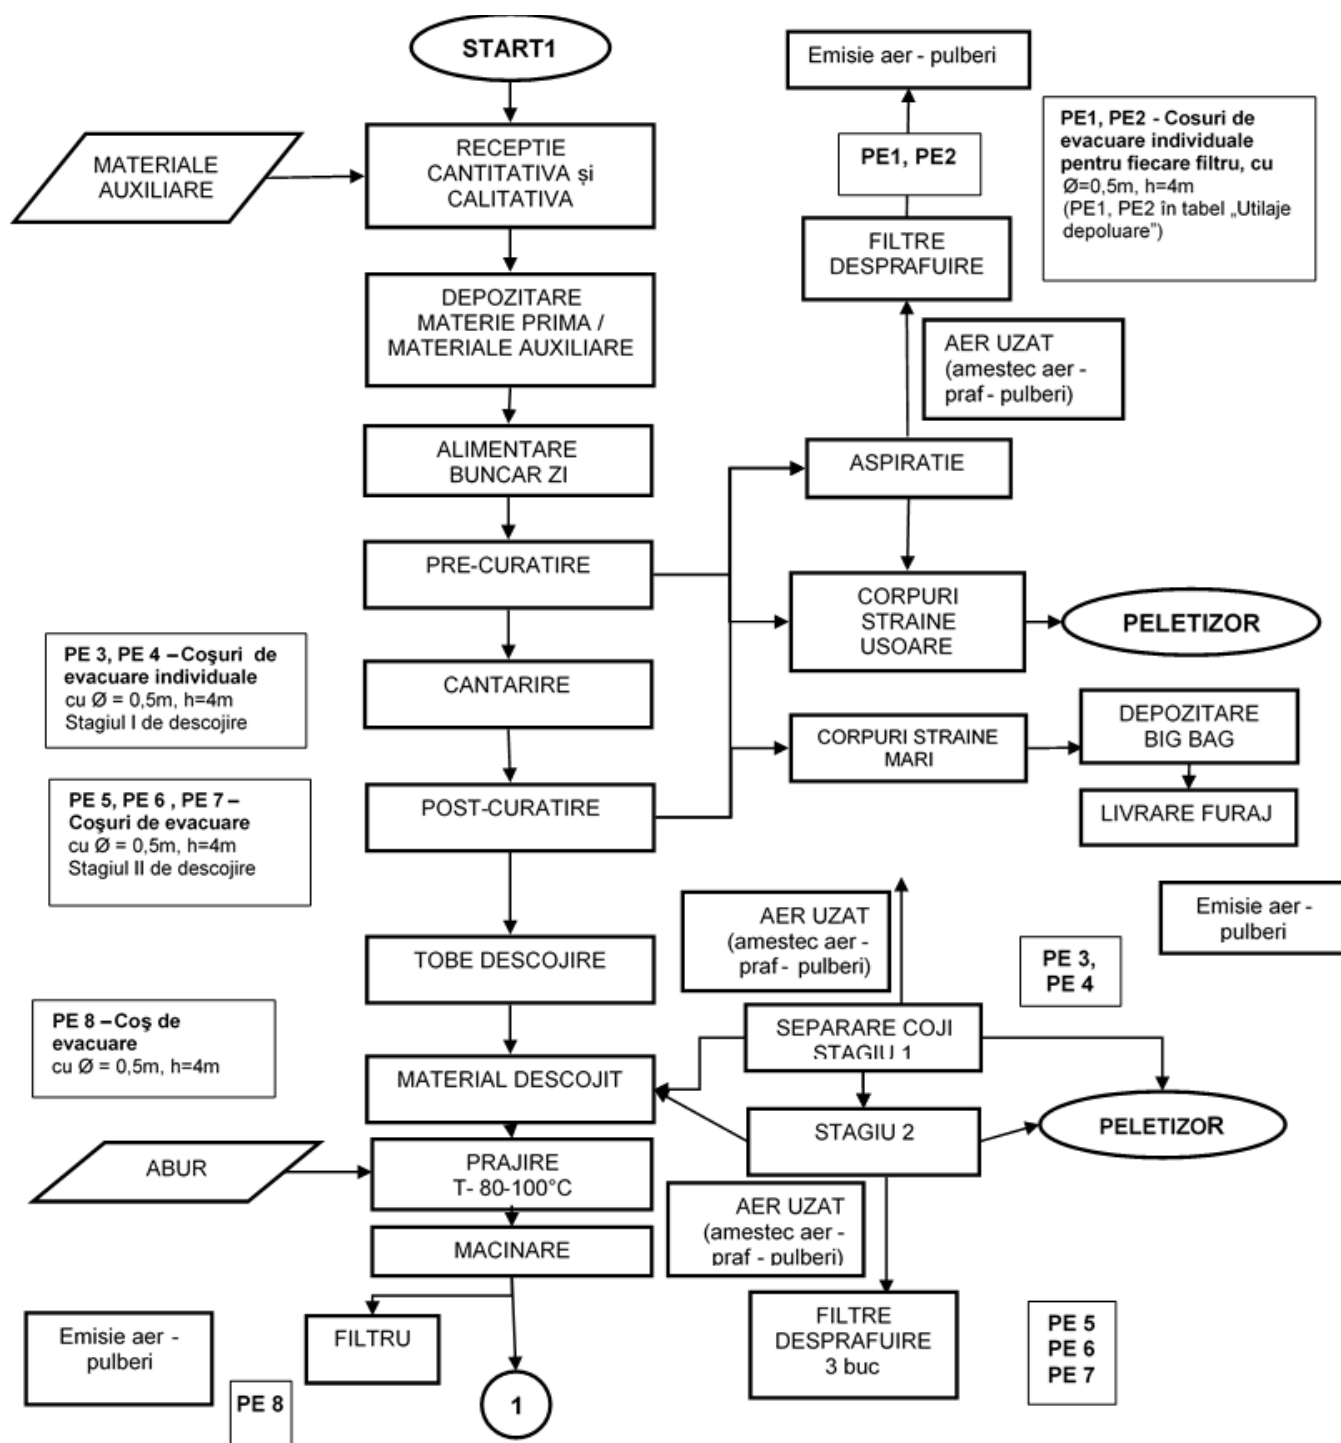 START1
Emisie aer - pulberi
PE1, PE2 - Cosuri de
evacuare individuale
pentru fiecare filtru, cu
Ø=0,5m, h=4m
(PE1, PE2 în tabel „Utilaje
depoluare”)
MATERIALE
AUXILIARE
RECEPTIE
CANTITATIVA și
CALITATIVA
PE1, PE2
FILTRE
DESPRAFUIRE
DEPOZITARE
MATERIE PRIMA /
MATERIALE AUXILIARE
AER UZAT
(amestec aer -
praf - pulberi)
ALIMENTARE
BUNCAR ZI
ASPIRATIE
PRE-CURATIRE
CORPURI
STRAINE
USOARE
PELETIZOR
PE 3, PE 4 – Coşuri de
evacuare individuale
cu Ø = 0,5m, h=4m
Stagiul I de descojire
CANTARIRE
CORPURI STRAINE
MARI
DEPOZITARE
BIG BAG
PE 5, PE 6 , PE 7 –
Coşuri de evacuare
cu Ø = 0,5m, h=4m
Stagiul II de descojire
POST-CURATIRE
LIVRARE FURAJ
AER UZAT
(amestec aer -
praf - pulberi)
Emisie aer -
pulberi
TOBE DESCOJIRE
PE 3,
PE 4
PE 8 – Coş de
evacuare
cu Ø = 0,5m, h=4m
SEPARARE COJI
STAGIU 1
MATERIAL DESCOJIT
STAGIU 2
PELETIZOR
ABUR
PRAJIRE
T- 80-100°C
AER UZAT
(amestec aer -
praf - pulberi)
MACINARE
Emisie aer -
pulberi
FILTRU
FILTRE
DESPRAFUIRE
3 buc
PE 5
PE 6
PE 7
PE 8
1